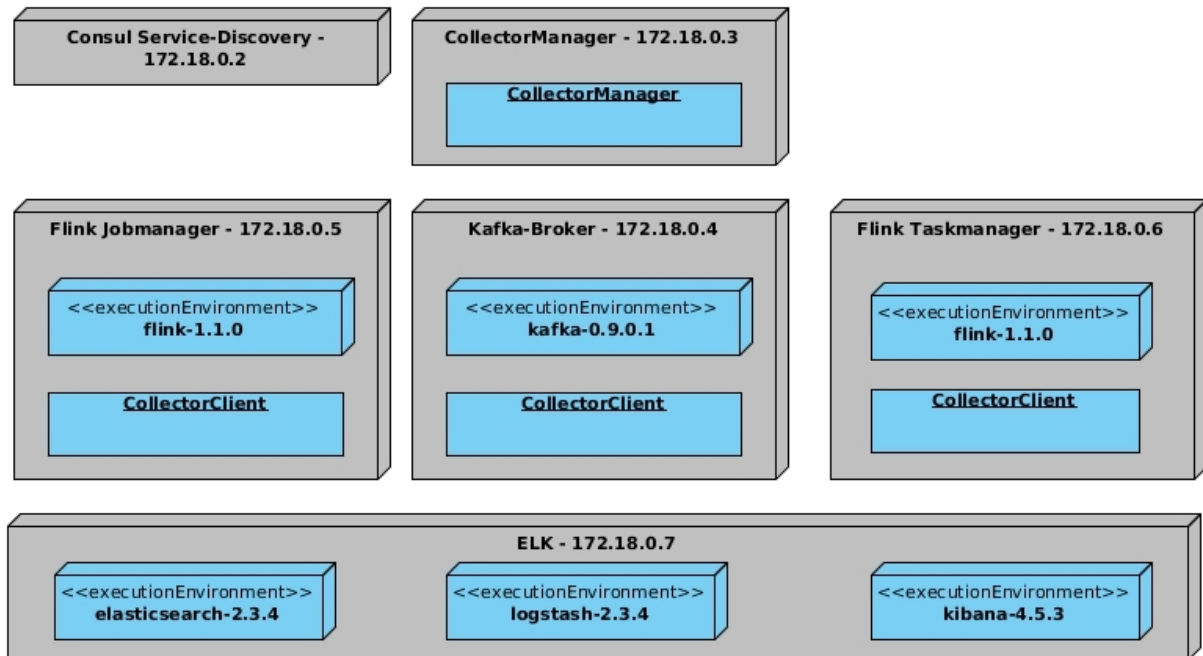 Consul Service-Discovery -
172.18.0.2
CollectorManager - 172.18.0.3
CollectorManager
Flink Jobmanager - 172.18.0.5
<<executionEnvironment>>
flink-1.1.0
CollectorClient
Kafka-Broker - 172.18.0.4
<<executionEnvironment>>
kafka-0.9.0.1
CollectorClient
Flink Taskmanager - 172.18.0.6
<<executionEnvironment>>
flink-1.1.0
CollectorClient
ELK - 172.18.0.7
<<executionEnvironment>>
elasticsearch-2.3.4
<<executionEnvironment>>
logstash-2.3.4
<<executionEnvironment>>
kibana-4.5.3